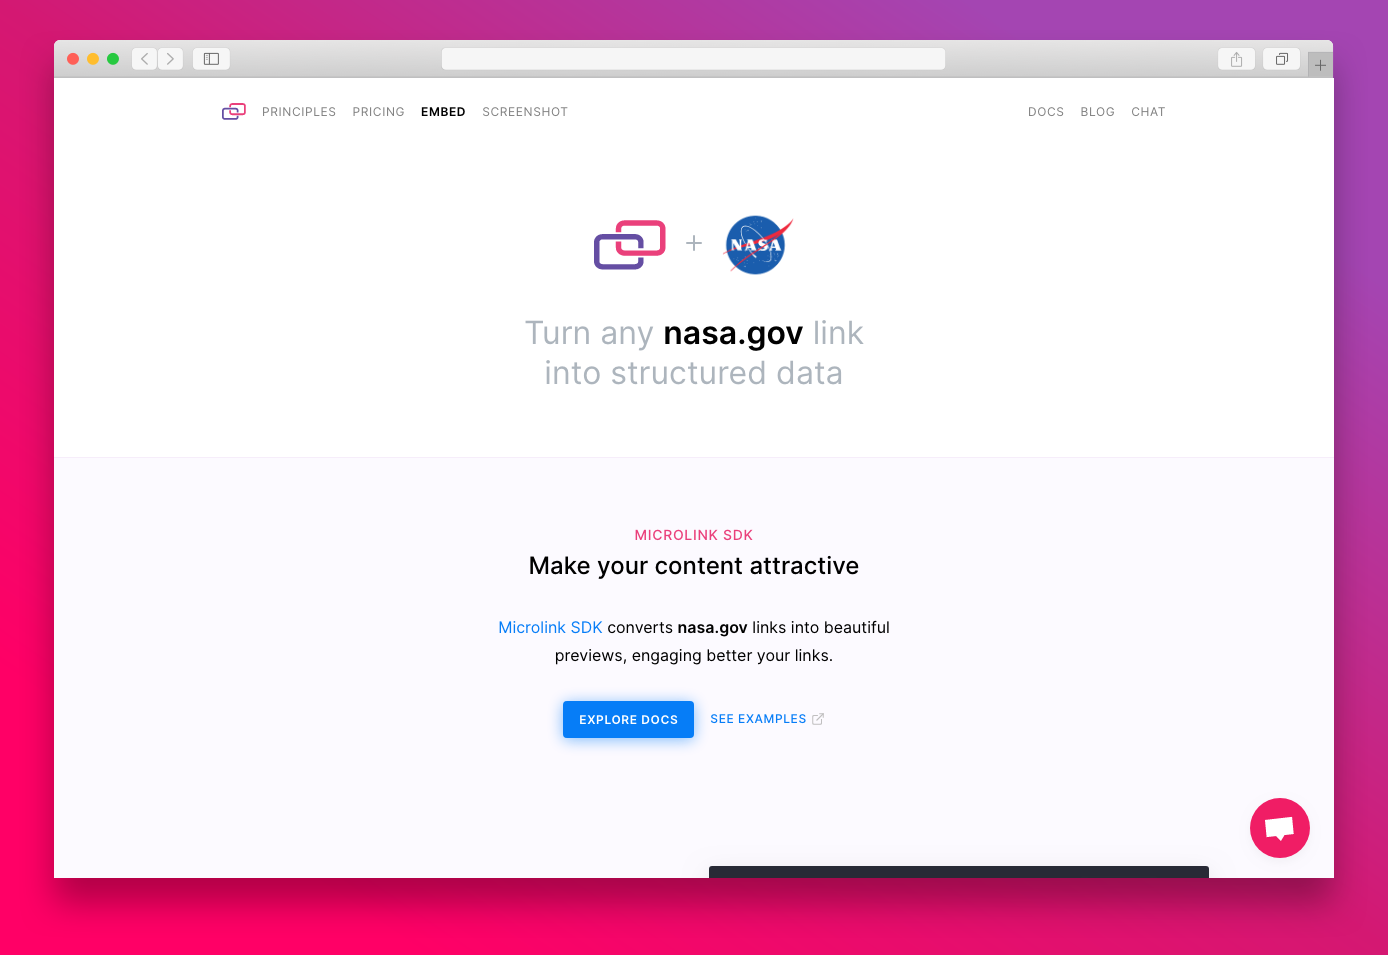 PRINCIPLES PRICING EMBED SCREENSHOT DOCS BLOG CHAT
NASA
Turn any nasa.gov link
into structured data
MICROLINK SDK
Make your content attractive
Microlink SDK converts nasa.gov links into beautiful
previews, engaging better your links.
EXPLORE DOCS SEE EXAMPLES